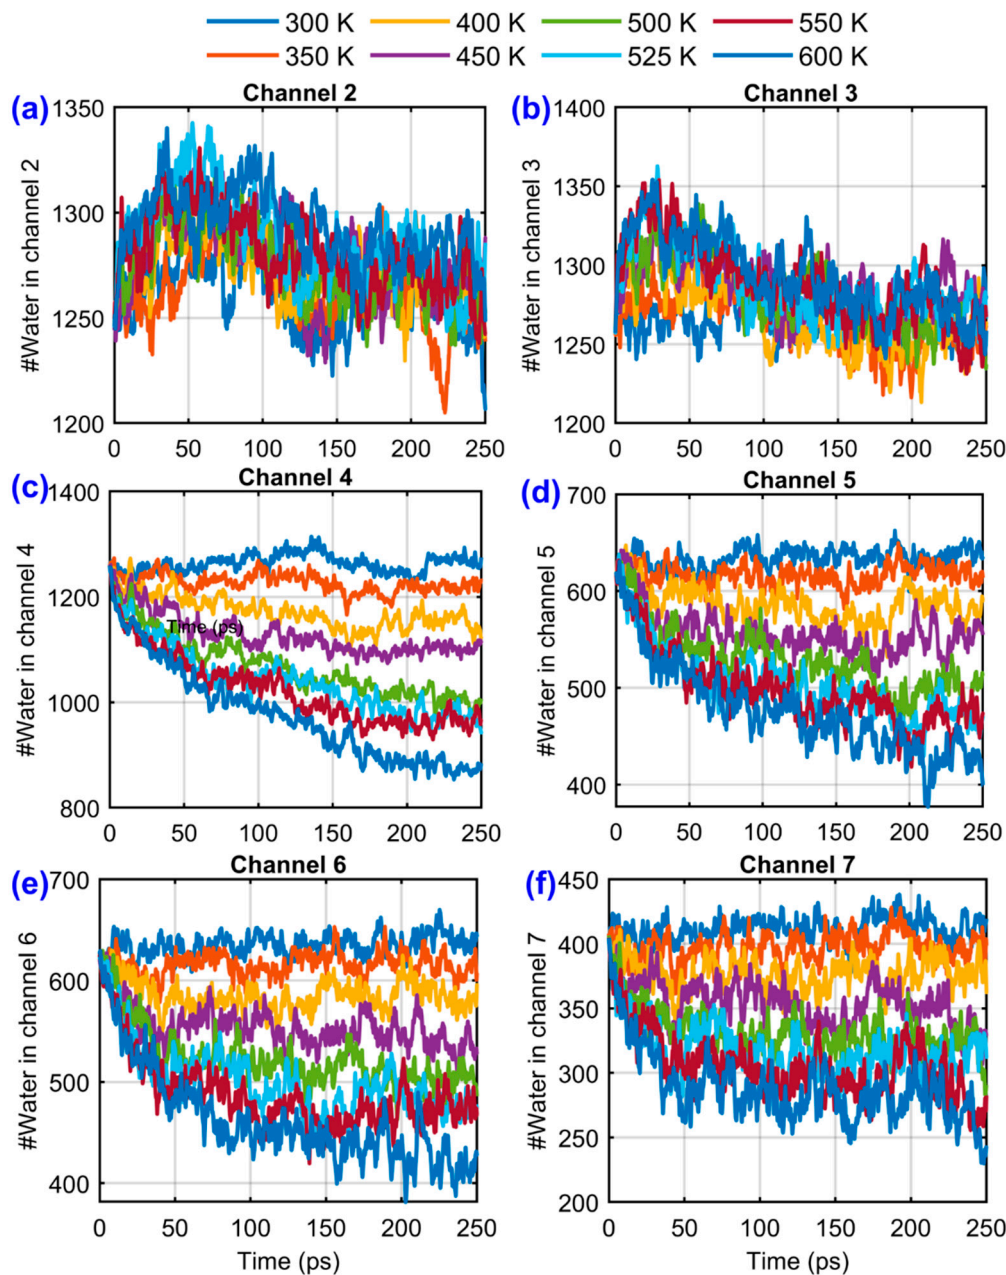 300 K 400 K 500 K 550 K
350 K 450 K 525 K 600 K
(a) Channel 2
#Water in channel 2
1350
1300
1250
1200
0 50 100 150 200 250
(b) Channel 3
#Water in channel 3
1400
1350
1300
1250
1200
0 50 100 150 200 250
(c) Channel 4
#Water in channel 4
1400
1200
1000
800
Time (ps)
0 50 100 150 200 250
(d) Channel 5
#Water in channel 5
700
600
500
400
0 50 100 150 200 250
(e) Channel 6
#Water in channel 6
700
600
500
400
0 50 100 150 200 250
Time (ps)
(f) Channel 7
#Water in channel 7
450
400
350
300
250
200
0 50 100 150 200 250
Time (ps)